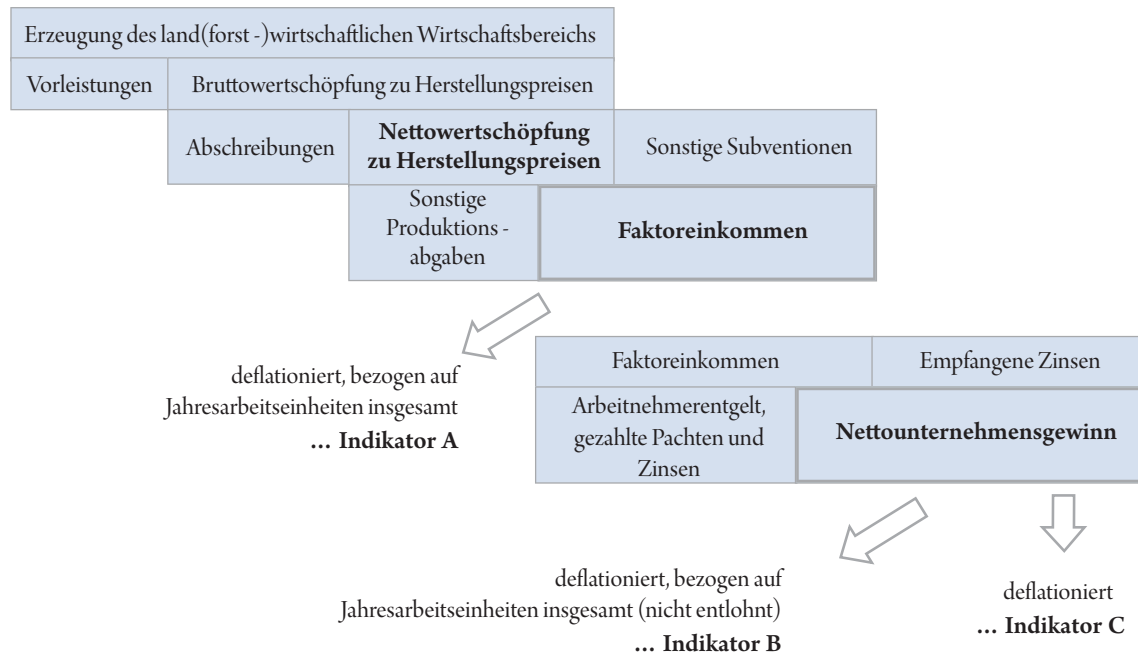 Erzeugung des land(forst -)wirtschaftlichen Wirtschaftsbereichs
Vorleistungen
Bruttowertschöpfung zu Herstellungspreisen
Abschreibungen
Nettowertschöpfung
zu Herstellungspreisen
Sonstige Subventionen
Sonstige
Produktions -
abgaben
Faktoreinkommen
deflationiert, bezogen auf
Jahresarbeitseinheiten insgesamt
... Indikator A
Faktoreinkommen
Empfangene Zinsen
Arbeitnehmerentgelt,
gezahlte Pachten und
Zinsen
Nettounternehmensgewinn
deflationiert, bezogen auf
Jahresarbeitseinheiten insgesamt (nicht entlohnt)
... Indikator B
deflationiert
... Indikator C